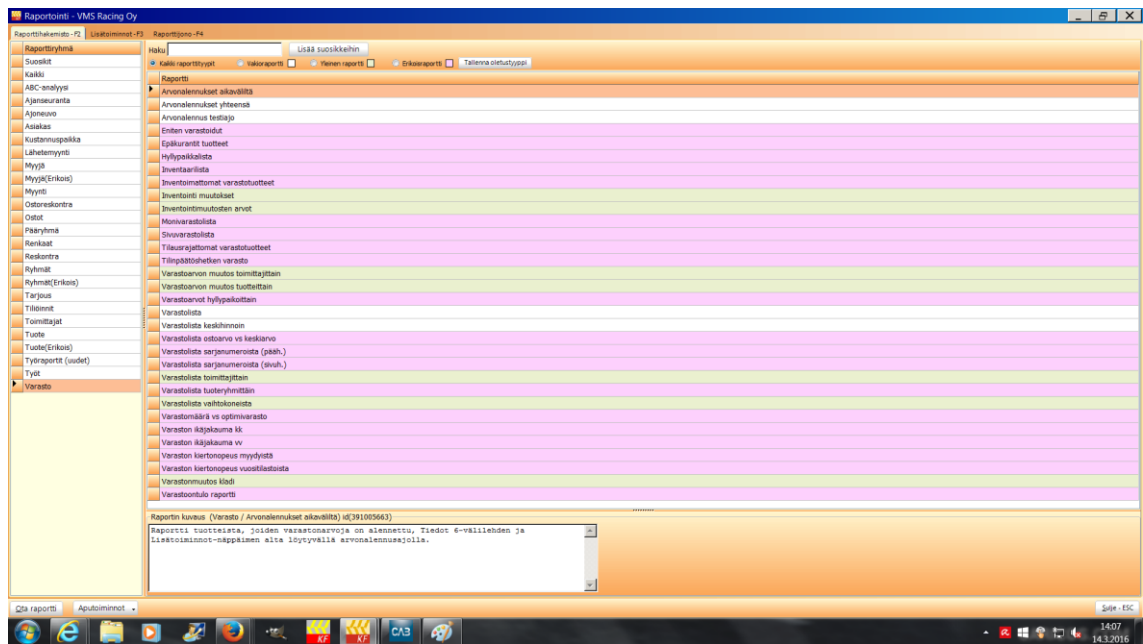 Raportointi - VMS Racing Oy
Raporttihakemisto -F2 Lisätoiminnot -F3 Raporttijono -F4
Raporttiryhmä
Suosikit
Kaikki
ABC-analyysi
Ajanseuranta
Ajoneuvo
Asiakas
Kustannuspaikka
Lähetemyynti
Myyjä
Myyjä(Erikois)
Myynti
Ostoreskontra
Ostot
Pääryhmä
Renkaat
Reskontra
Ryhmät
Ryhmät(Erikois)
Tarjous
Tiliöinnit
Toimittajat
Tuote
Tuote(Erikois)
Työraportit (uudet)
Työt
Varasto
Haku Lisää suosikkeihin
Kaikki raporttityypit Vakioraportti Yleinen raportti Erikoisraportti Tallenna oletustyyppi
Raportti
Arvonalennukset aikaväliltä
Arvonalennukset yhteensä
Arvonalennus testiajo
Eniten varastoidut
Epäkurantit tuotteet
Hyllypaikkalista
Inventaarilista
Inventoimattomat varastotuotteet
Inventointi muutokset
Inventointimuutosten arvot
Monivarastolista
Sivuvarastolista
Tilausrajattomat varastotuotteet
Tilinpäätöshetken varasto
Varastoarvon muutos toimittajittain
Varastoarvon muutos tuotteittain
Varastoarvot hyllypaikoittain
Varastolista
Varastolista keskihinnoin
Varastolista ostoarvo vs keskiarvo
Varastolista sarjanumeroista (pääh.)
Varastolista sarjanumeroista (sivuh.)
Varastolista toimittajittain
Varastolista tuoteryhmittäin
Varastolista vaihtokoneista
Varastomäärä vs optimivarasto
Varaston ikäjakauma kk
Varaston ikäjakauma vv
Varaston kiertonopeus myydyistä
Varaston kiertonopeus vuositilastoista
Varastonmuutos kladi
Varastoontulo raportti
Raportin kuvaus (Varasto / Arvonalennukset aikaväliltä) id(391005663)
Raportti tuotteista, joiden varastonarvoja on alennettu, Tiedot 6-välilehden ja
Lisätoiminnot-näppäimen alta löytyvällä arvonalennusajolla.
Ota raportti Aputoiminnot Sulje - ESC
KF KF CAB
14:07
14.3.2016